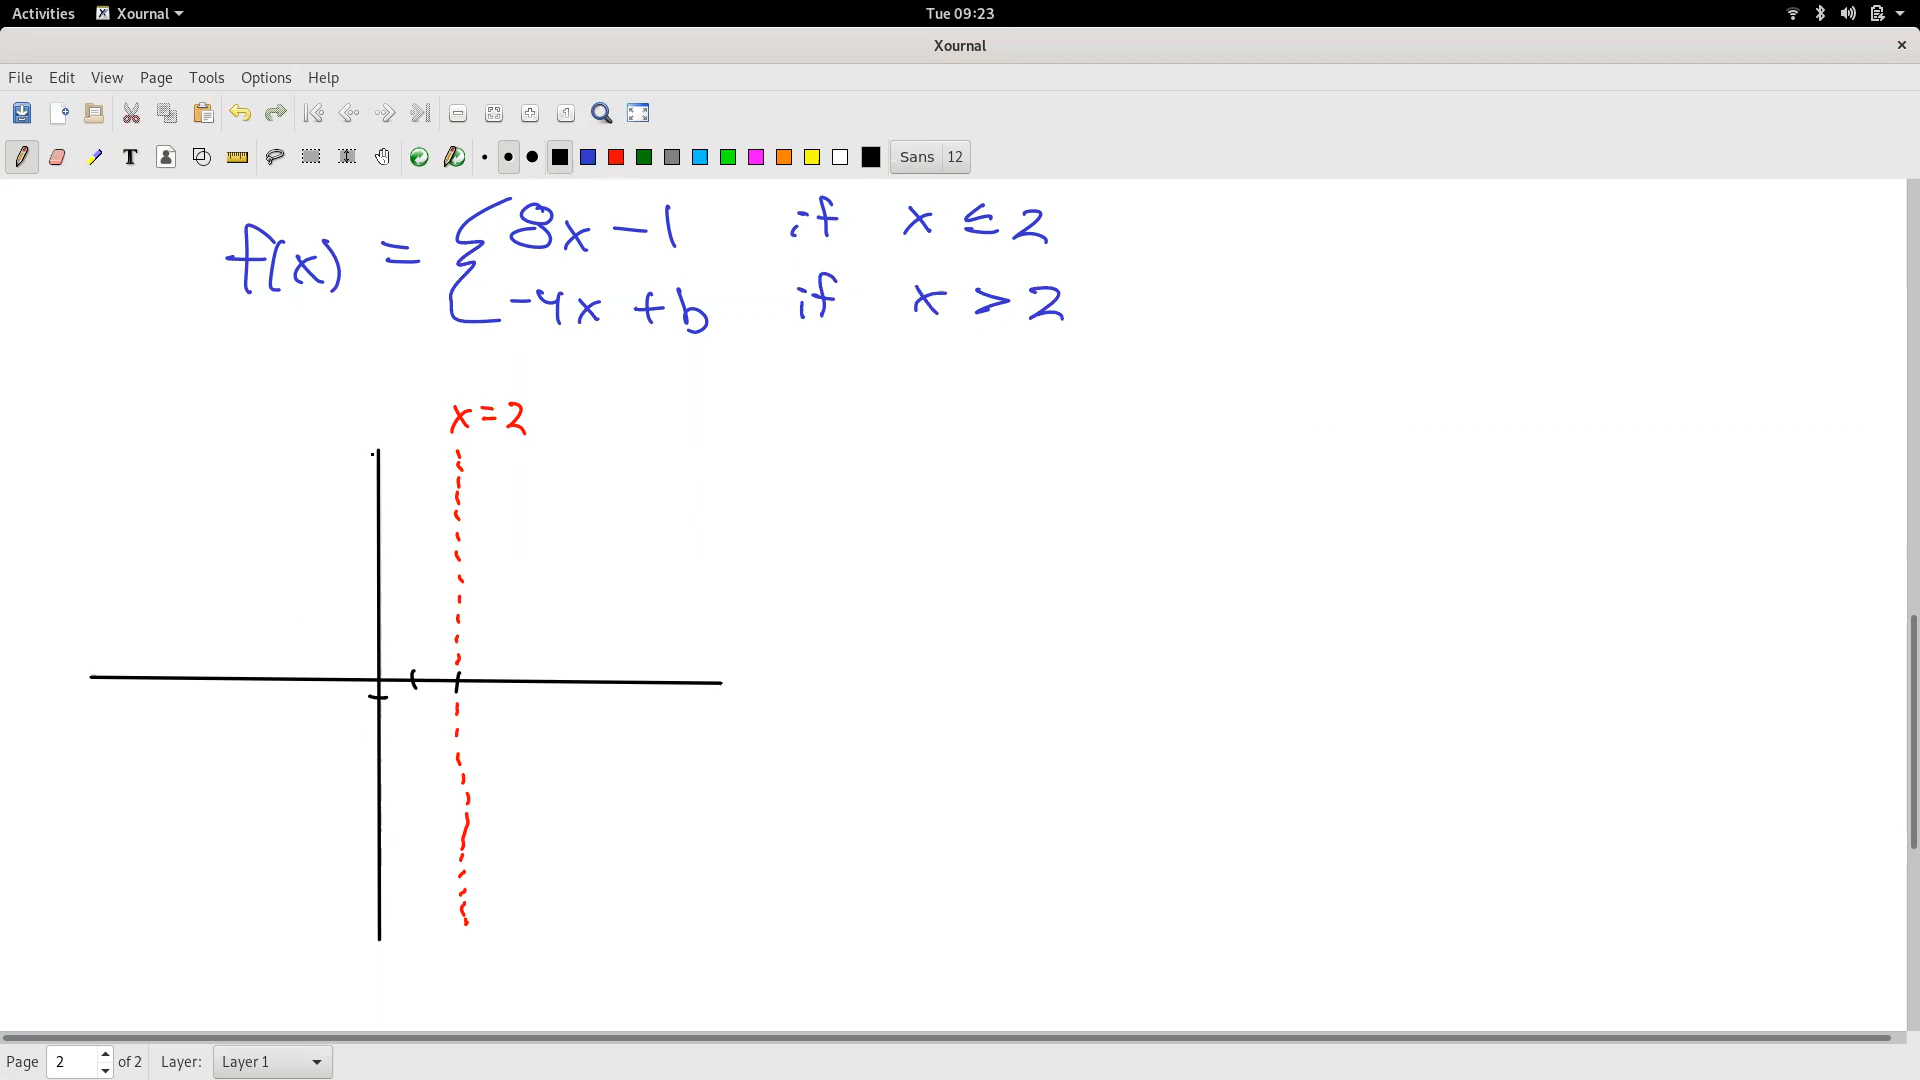 Activities Xournal Tue 09:23
Xournal
File Edit View Page Tools Options Help
Sans 12
f(x) = { 8x - 1 if x ≤ 2
-4x + b if x > 2
x = 2
Page 2 of 2 Layer: Layer 1